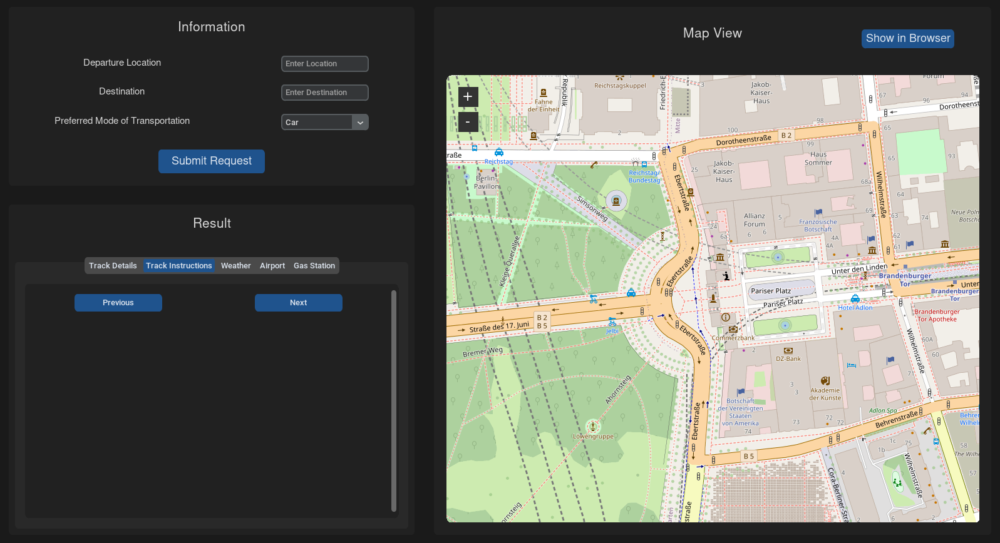 Information
Departure Location
Enter Location
Destination
Enter Destination
Preferred Mode of Transportation
Car
Submit Request
Result
Track Details
Track Instructions
Weather
Airport
Gas Station
Previous
Next
Map View
Show in Browser
+
-
Republik
Fahne
der Einheit
Reichstagskuppel
2
Friedrich-E
Mitte
3
Jakob-
Kaiser-
Haus
Forum
67
96
94
Dorotheenst
98
100
Dorotheenstraße
B 2
65
99
Haus
Sommer
65
93
raße
Reichstag
Berlin-
Pavillon
Reichstag/
Bundestag
25
Jakob-
Kaiser-
Haus
68a
Wilhelmstraße
64
Ebertstraße
Simsonweg
69
63
74
Neue Poln
Botscha
Allianz
Forum
5
Französische
Botschaft
24
6a
6
6
4A
4A
62
61
Kleine Querallee
Ebertstraße
Unter den Linden
Brandenburger
Tor
Unter
Brandenburger
Tor
Pariser Platz
Pariser Platz
Hotel Adlon
Brandenburger
Tor Apotheke
Straße des 17. Juni
B 2
B 5
Jelbi
Ebertstraße
Commerzbank
2
DZ-Bank
Wilhelmstraße
60A
60
Bremer Weg
Ahornsteig
3
3
Akademie
der Künste
71
Botschaft
der Vereinigten
Staaten
von Amerika
74
73
72
72
Adlon Spa
Behrenstraße
Behren
Wilhelm
Löwengruppe
Ebertstraße
B 5
75
1c
1b
58
The Wilhe
57
4
Wilhelmstraße
Cora-Berliner-Stra
ornsteig
arten
straße
2
6
2